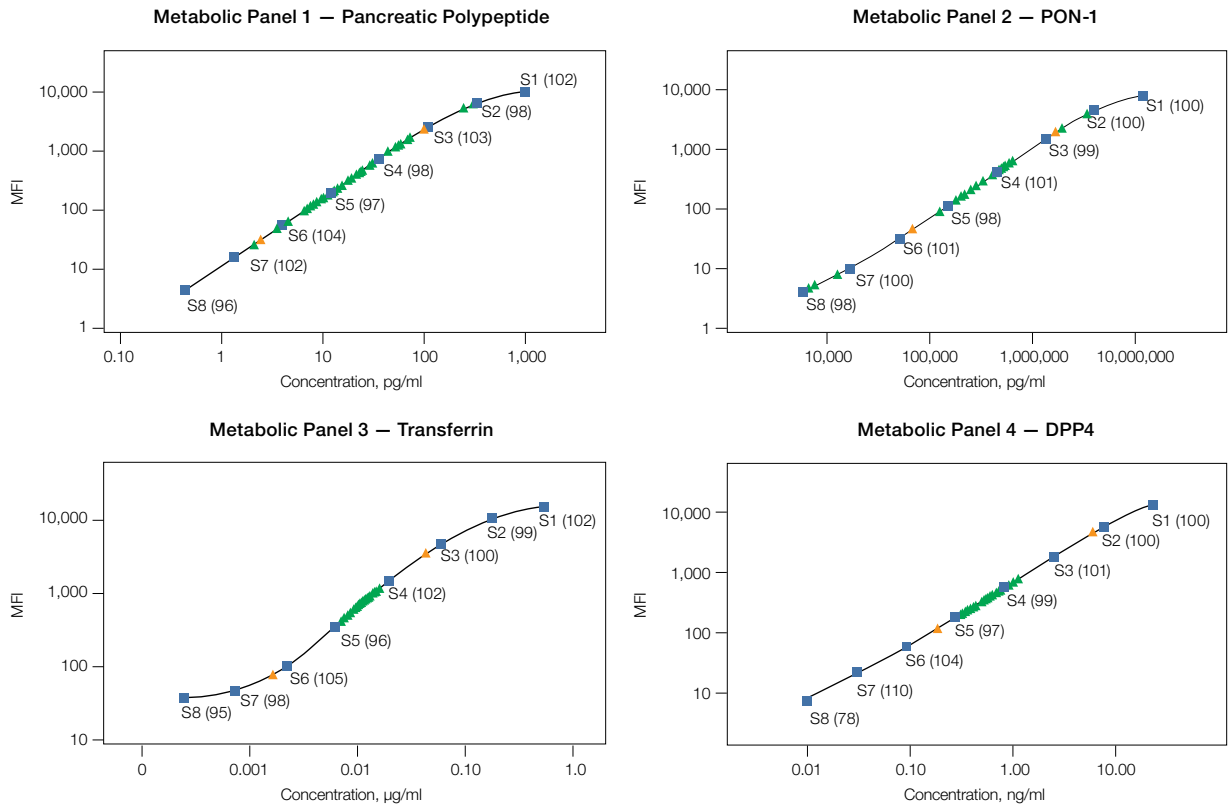 Metabolic Panel 1 — Pancreatic Polypeptide
10,000
1,000
100
10
1
MFI
S1 (102)
S2 (98)
S3 (103)
S4 (98)
S5 (97)
S6 (104)
S7 (102)
S8 (96)
0.10 1 10 100 1,000
Concentration, pg/ml
Metabolic Panel 2 — PON-1
10,000
1,000
100
10
1
MFI
S1 (100)
S2 (100)
S3 (99)
S4 (101)
S5 (98)
S6 (101)
S7 (100)
S8 (98)
10,000 100,000 1,000,000 10,000,000
Concentration, pg/ml
Metabolic Panel 3 — Transferrin
10,000
1,000
100
10
MFI
S1 (102)
S2 (99)
S3 (100)
S4 (102)
S5 (96)
S6 (105)
S7 (98)
S8 (95)
0 0.001 0.01 0.10 1.0
Concentration, µg/ml
Metabolic Panel 4 — DPP4
10,000
1,000
100
10
MFI
S1 (100)
S2 (100)
S3 (101)
S4 (99)
S5 (97)
S6 (104)
S7 (110)
S8 (78)
0.01 0.10 1.00 10.00
Concentration, ng/ml